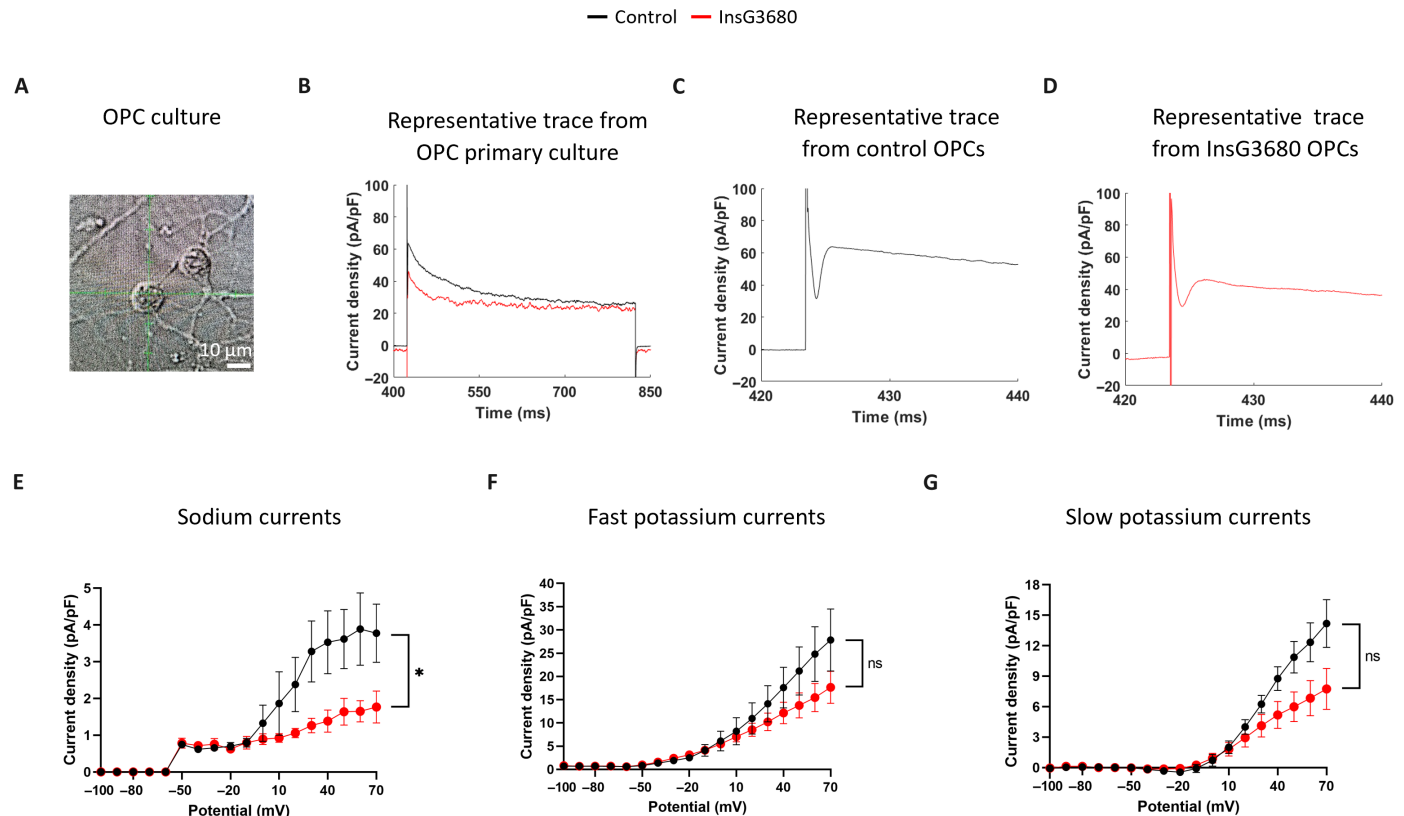 Control InsG3680
A B C D
OPC culture
Representative trace from
OPC primary culture
Representative trace
from control OPCs
Representative trace
from InsG3680 OPCs
10 µm
Current density (pA/pF)
100
80
60
40
20
0
−20
400 550 700 850
Time (ms)
Current density (pA/pF)
100
80
60
40
20
0
−20
420 430 440
Time (ms)
Current density (pA/pF)
100
80
60
40
20
0
−20
420 430 440
Time (ms)
E F G
Sodium currents
Fast potassium currents
Slow potassium currents
Current density (pA/pF)
5
4
3
2
1
0
−100 −80 −50 −20 10 40 70
Potential (mV)
*
Current density (pA/pF)
40
35
30
25
20
15
10
5
0
−100 −80 −50 −20 10 40 70
Potential (mV)
ns
Current density (pA/pF)
18
15
12
9
6
3
0
−100 −80 −50 −20 10 40 70
Potential (mV)
ns